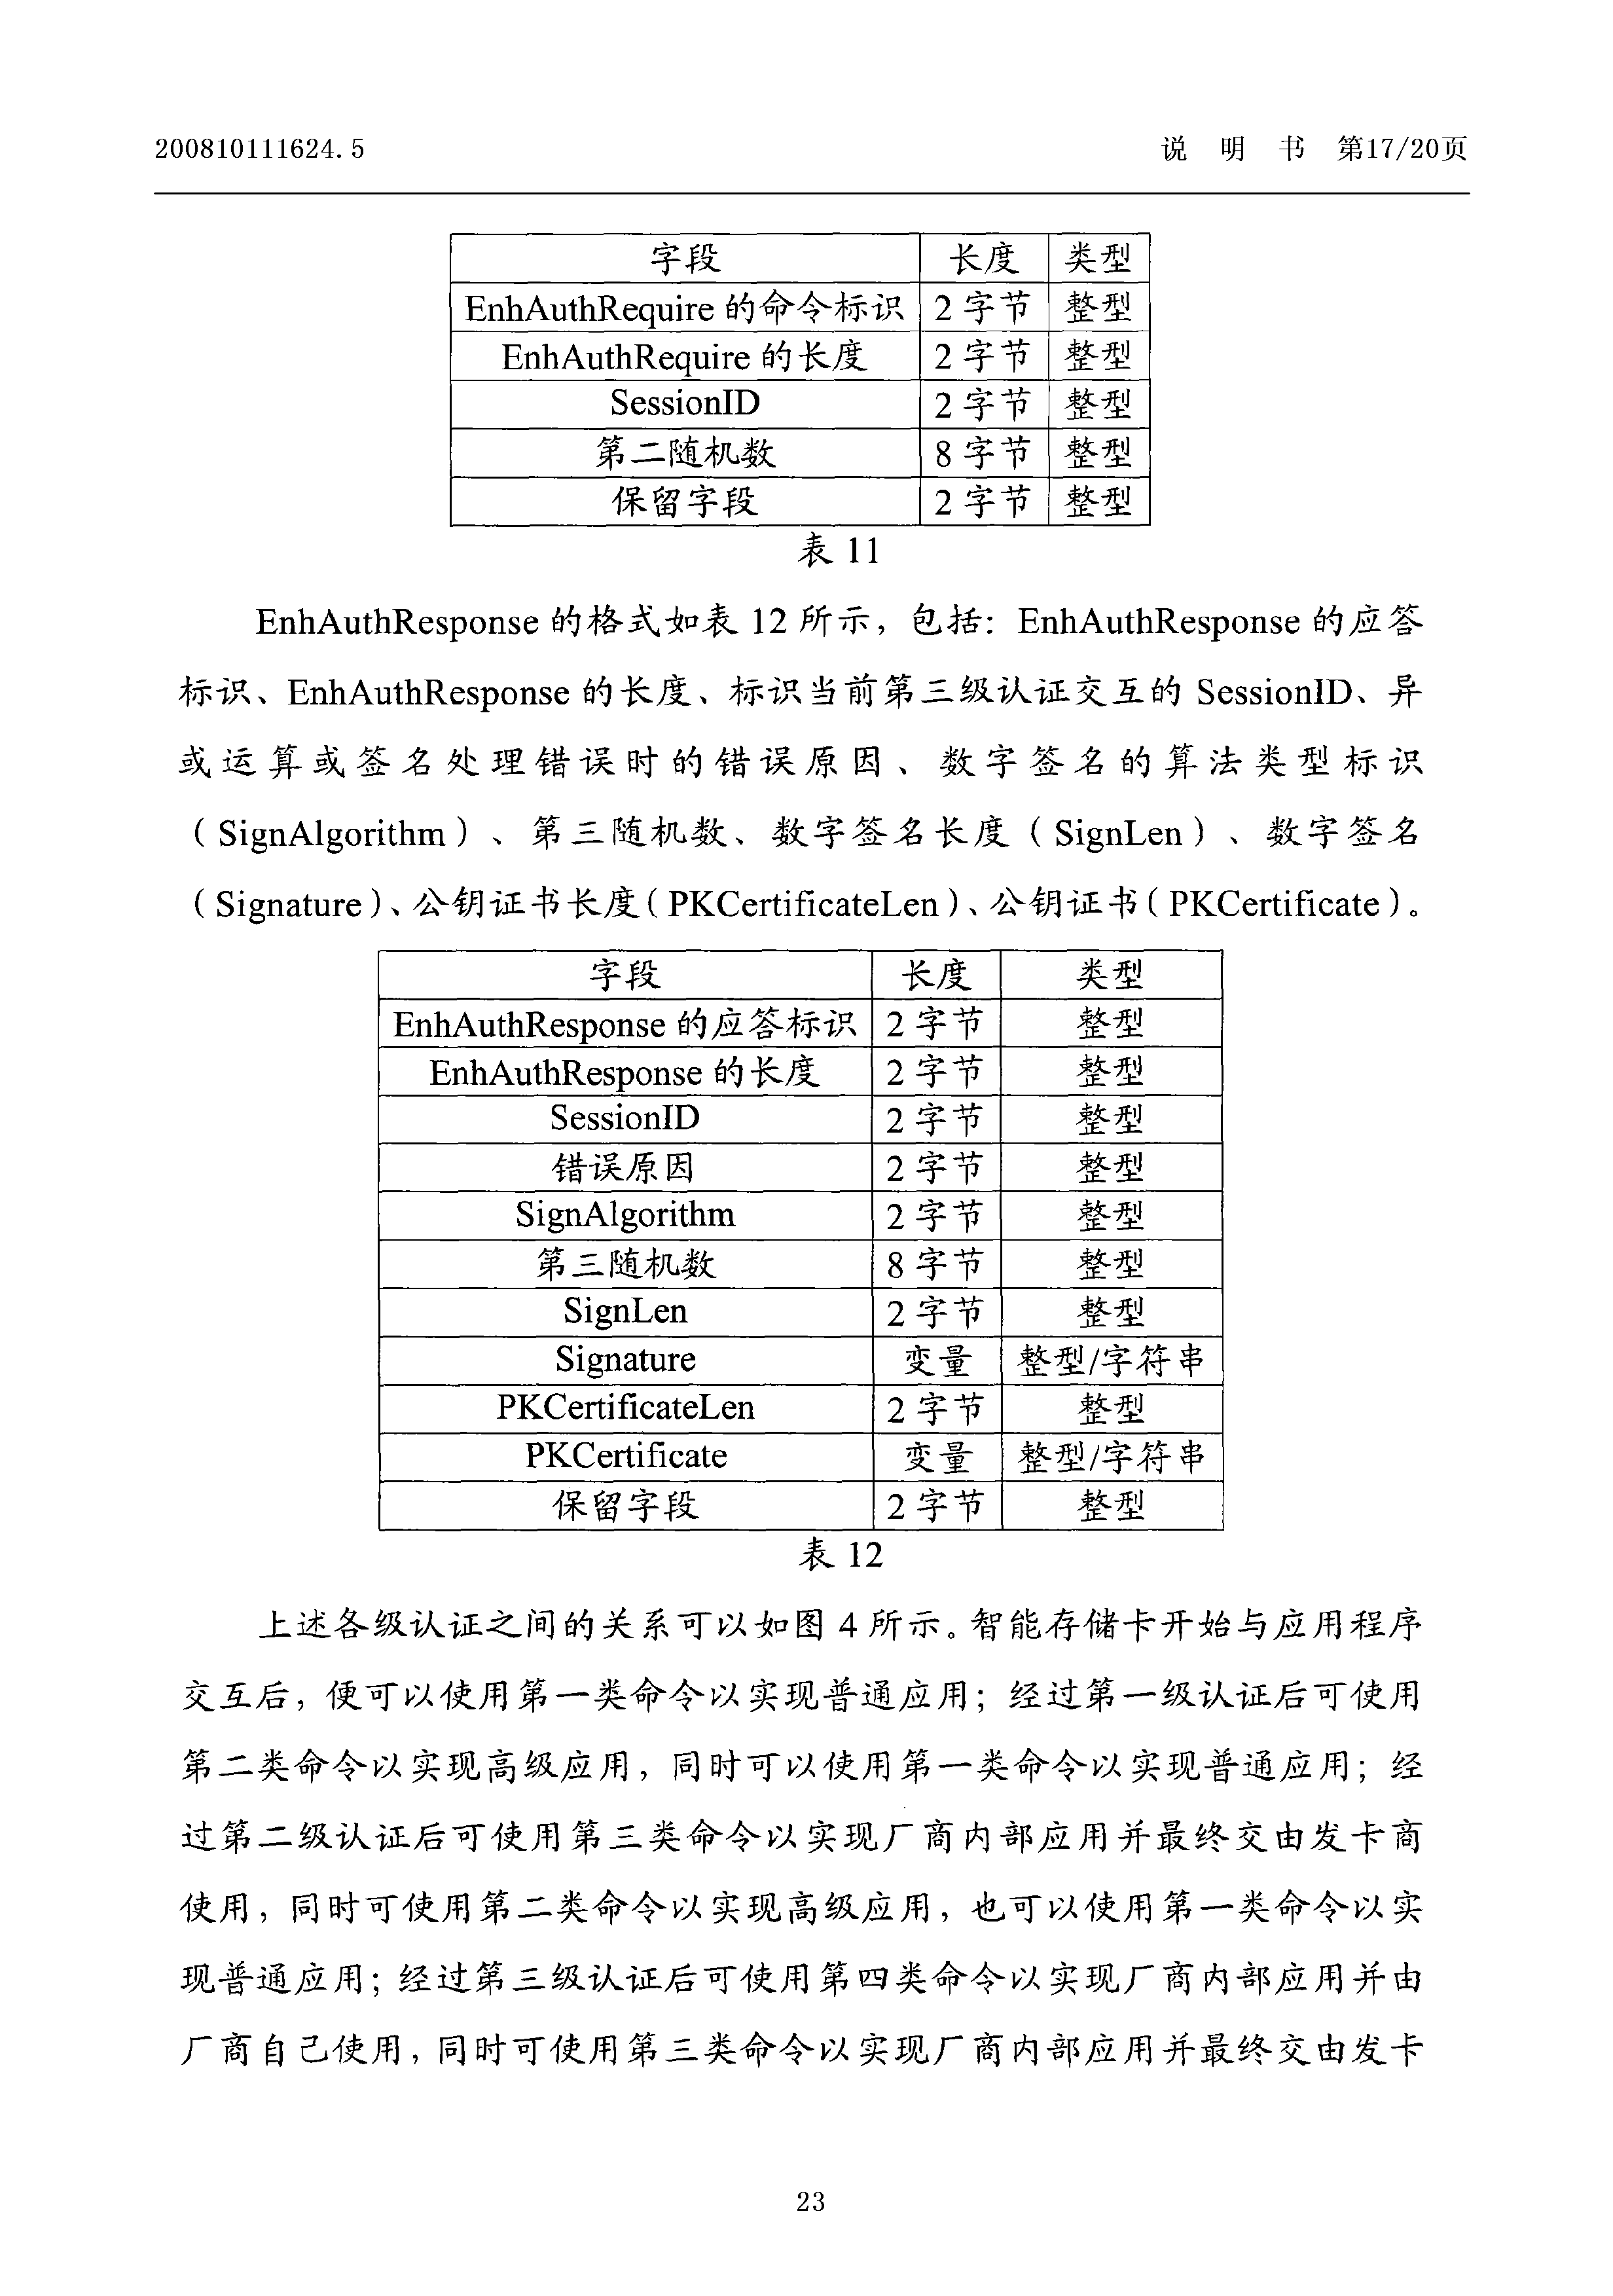 200810111624.5 说 明 书 第17/20页
字段 长度 类型
EnhAuthRequire 的命令标识 2 字节 整型
EnhAuthRequire 的长度 2 字节 整型
SessionID 2 字节 整型
第二随机数 8 字节 整型
保留字段 2 字节 整型
表 11
EnhAuthResponse 的格式如表 12 所示，包括：EnhAuthResponse 的应答
标识、EnhAuthResponse 的长度、标识当前第三级认证交互的 SessionID、异
或运算或签名处理错误时的错误原因、数字签名的算法类型标识
（SignAlgorithm）、第三随机数、数字签名长度（SignLen）、数字签名
（Signature）、公钥证书长度（PKCertificateLen）、公钥证书（PKCertificate）。
字段 长度 类型
EnhAuthResponse 的应答标识 2 字节 整型
EnhAuthResponse 的长度 2 字节 整型
SessionID 2 字节 整型
错误原因 2 字节 整型
SignAlgorithm 2 字节 整型
第三随机数 8 字节 整型
SignLen 2 字节 整型
Signature 变量 整型/字符串
PKCertificateLen 2 字节 整型
PKCertificate 变量 整型/字符串
保留字段 2 字节 整型
表 12
上述各级认证之间的关系可以如图 4 所示。智能存储卡开始与应用程序
交互后，便可以使用第一类命令以实现普通应用；经过第一级认证后可使用
第二类命令以实现高级应用，同时可以使用第一类命令以实现普通应用；经
过第二级认证后可使用第三类命令以实现厂商内部应用并最终交由发卡商
使用，同时可使用第二类命令以实现高级应用，也可以使用第一类命令以实
现普通应用；经过第三级认证后可使用第四类命令以实现厂商内部应用并由
厂商自己使用，同时可使用第三类命令以实现厂商内部应用并最终交由发卡
23